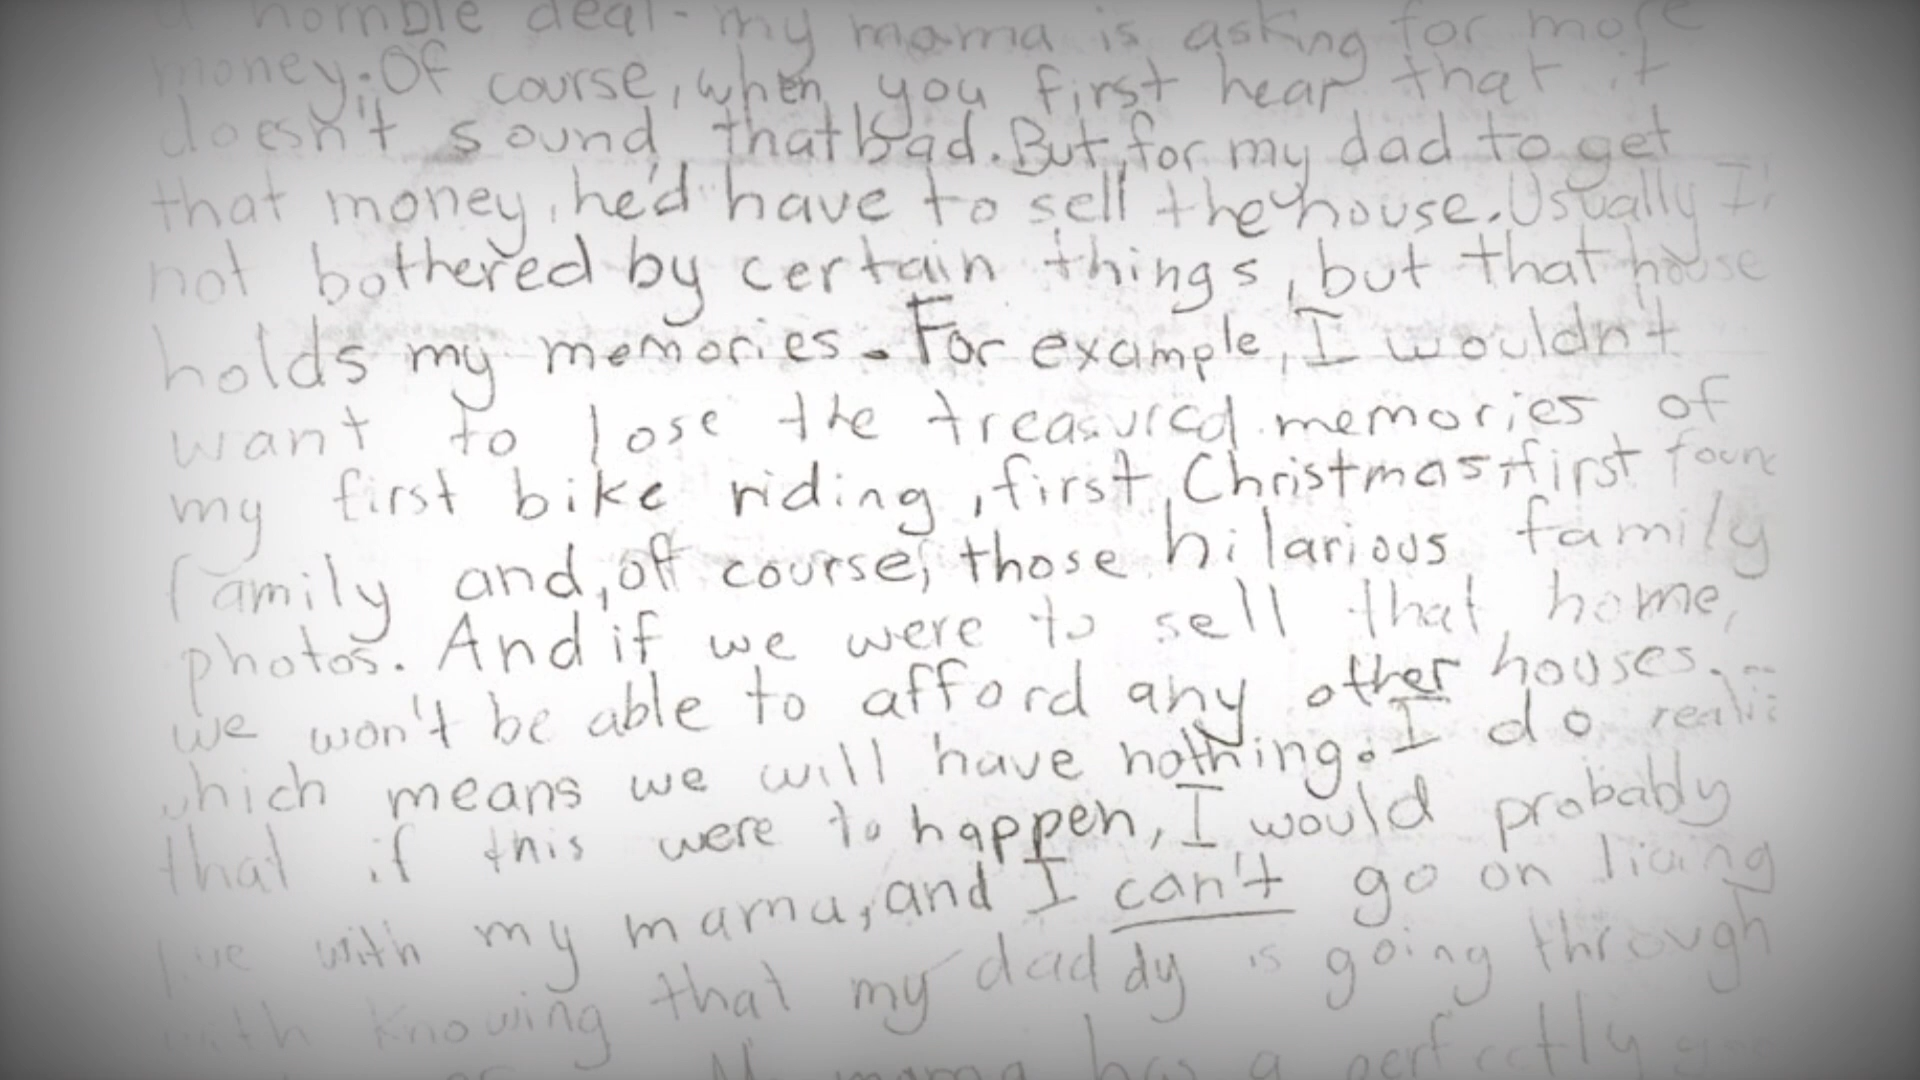 a horrible deal - my mama is asking for more
money. Of course, when you first hear that it
doesn't sound that bad. But, for my dad to get
that money, he'd have to sell the house. Usually
not bothered by certain things, but that house
holds my memories. For example, I wouldn't
want to lose the treasured memories of
my first bike riding, first Christmas, first
family and, of course, those hilarious family
photos. And if we were to sell that home,
we won't be able to afford any other houses...
which means we will have nothing. I do
that if this were to happen, I would probably
live with my mama, and I can't go on living
with knowing that my daddy is going through
mama has a perfectly